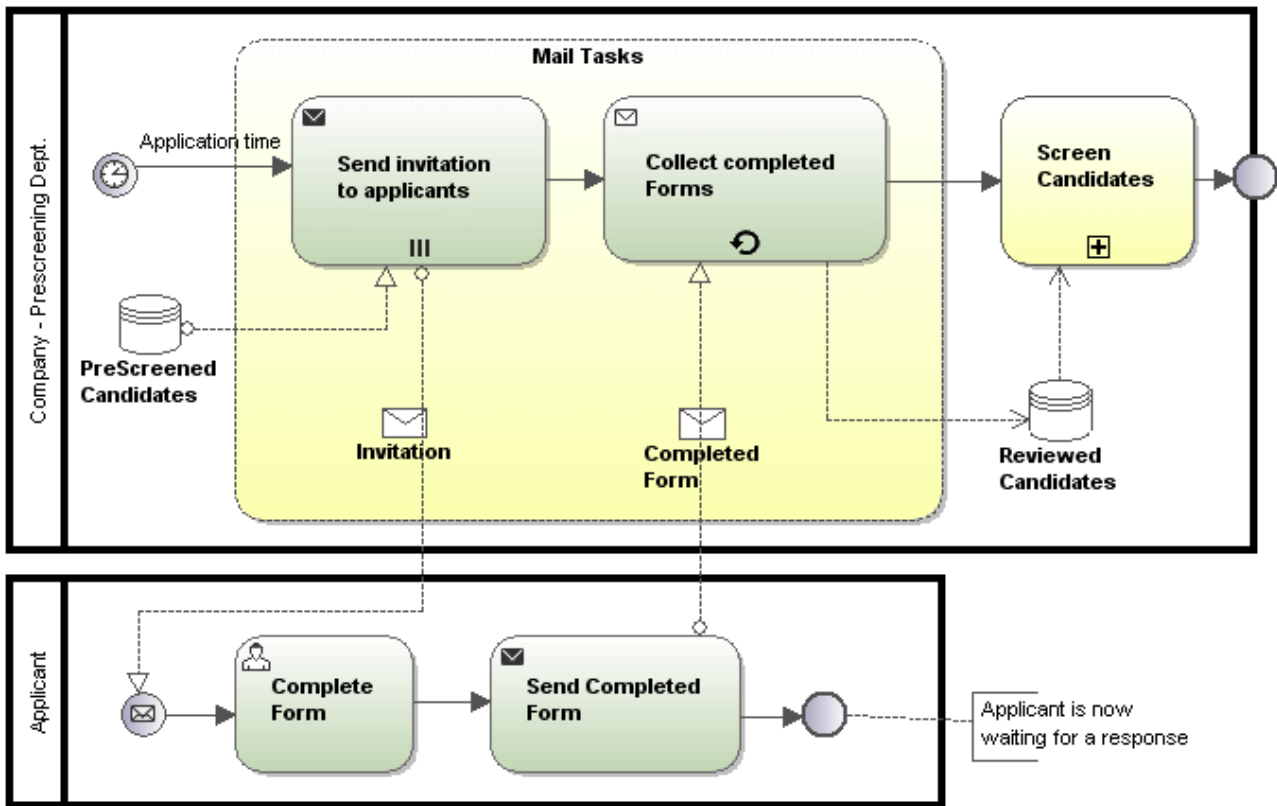 Company - Prescreening Dept.
Mail Tasks
Application time
Send invitation
to applicants
Collect completed
Forms
Screen
Candidates
PreScreened
Candidates
Invitation
Completed
Form
Reviewed
Candidates
Applicant
Complete
Form
Send Completed
Form
Applicant is now
waiting for a response